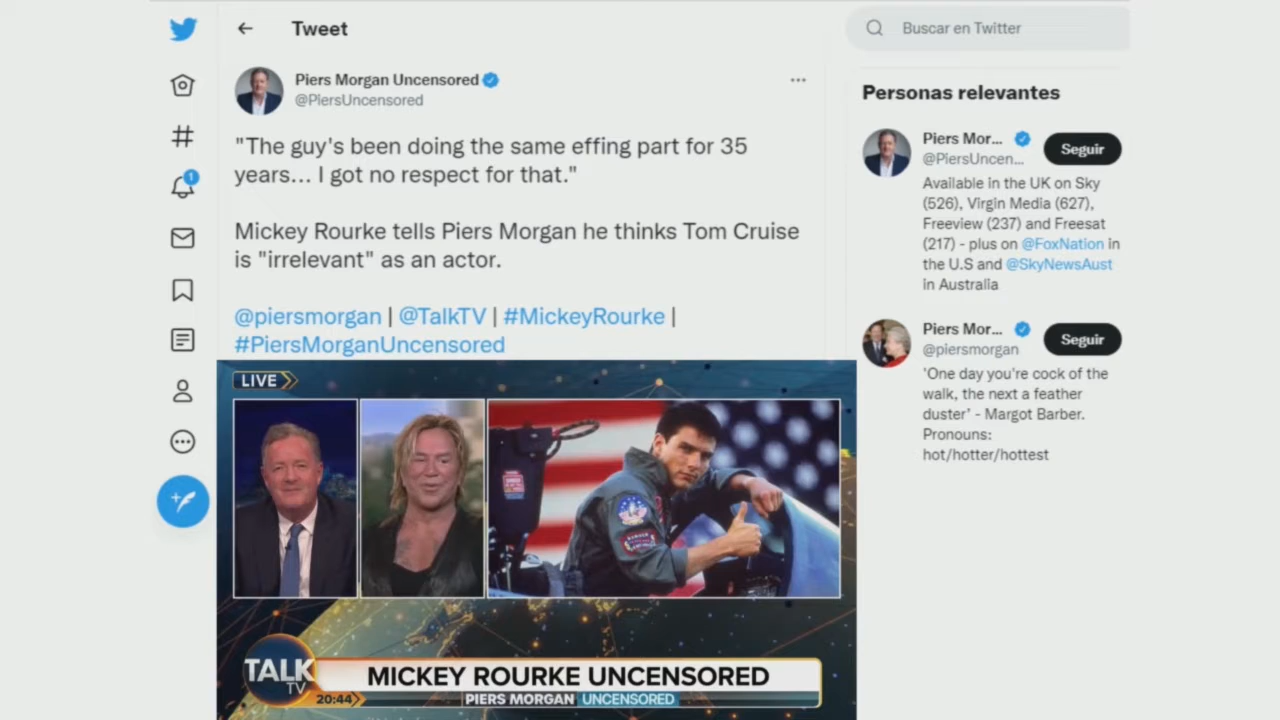 Tweet
Buscar en Twitter
Piers Morgan Uncensored
@PiersUncensored
"The guy's been doing the same effing part for 35
years... I got no respect for that."
Mickey Rourke tells Piers Morgan he thinks Tom Cruise
is "irrelevant" as an actor.
@piersmorgan | @TalkTV | #MickeyRourke |
#PiersMorganUncensored
1
Personas relevantes
Piers Mor...
@PiersUncen...
Seguir
Available in the UK on Sky
(526), Virgin Media (627),
Freeview (237) and Freesat
(217) - plus on @FoxNation in
the U.S and @SkyNewsAust
in Australia
Piers Mor...
@piersmorgan
Seguir
'One day you're cock of the
walk, the next a feather
duster' - Margot Barber.
Pronouns:
hot/hotter/hottest
LIVE
TALK
TV
MICKEY ROURKE UNCENSORED
20:44
PIERS MORGAN UNCENSORED